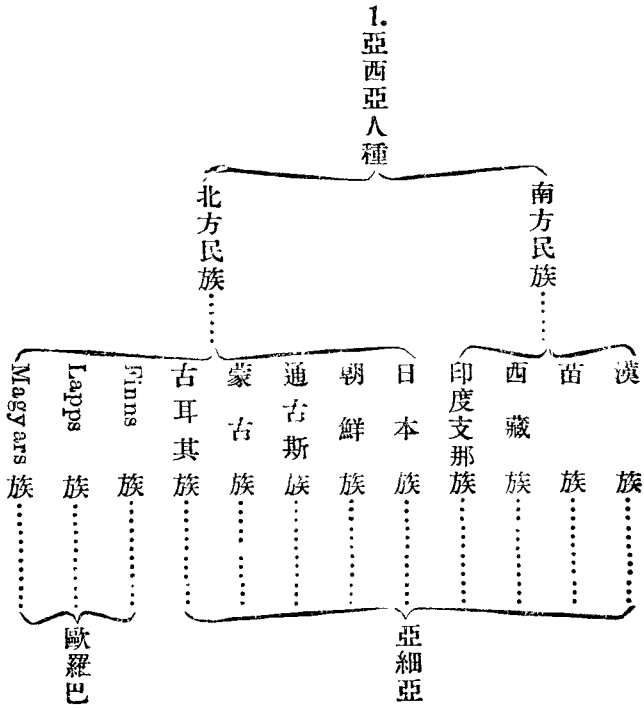 1.亞西亞人種
南方民族……
漢族……
苗族……
西藏族……
印度支那族……
日本族……
朝鮮族……
通古斯族……
蒙古族……
古耳其族……
Finns族……
Lapps族……
Magyars族……
北方民族……
亞細亞
歐羅巴